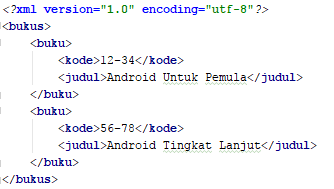 <?xml version="1.0" encoding="utf-8"?>
<bukus>
    <buku>
        <kode>12-34</kode>
        <judul>Android Untuk Pemula</judul>
    </buku>
    <buku>
        <kode>56-78</kode>
        <judul>Android Tingkat Lanjut</judul>
    </buku>
</bukus>